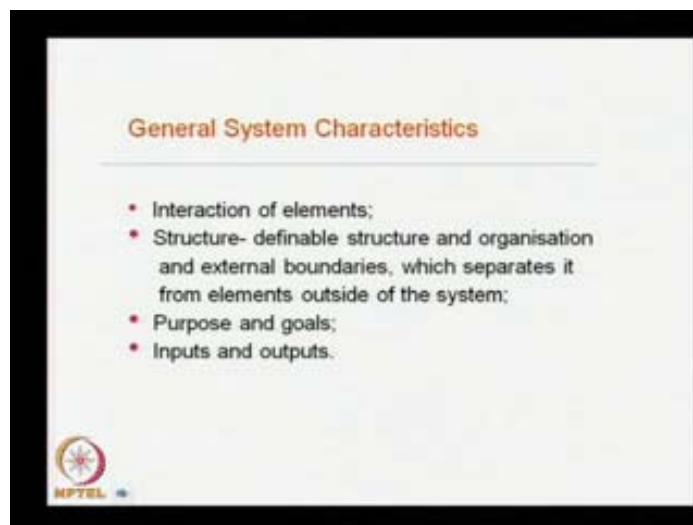 General System Characteristics
• Interaction of elements;
• Structure- definable structure and organisation
and external boundaries, which separates it
from elements outside of the system;
• Purpose and goals;
• Inputs and outputs.
NPTEL